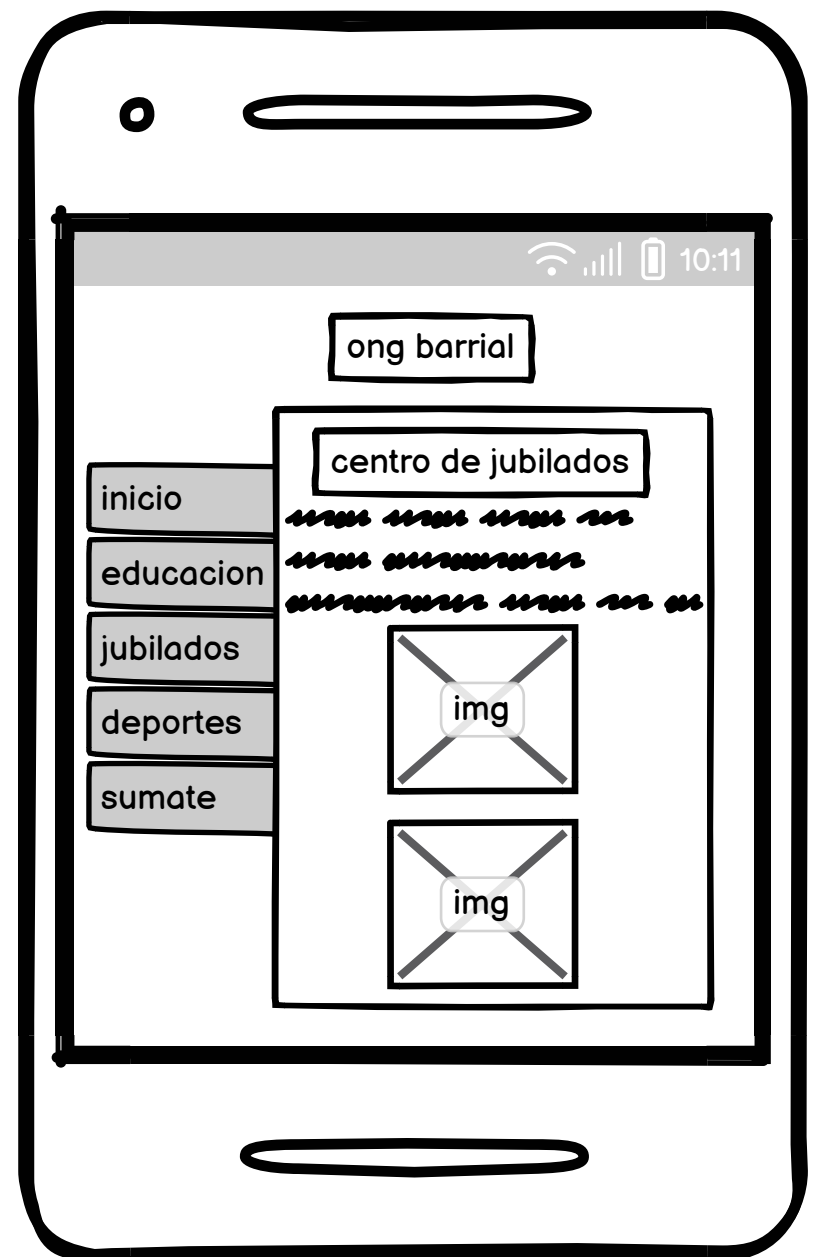 10:11
ong barrial
centro de jubilados
inicio
educacion
jubilados
deportes
sumate
img
img